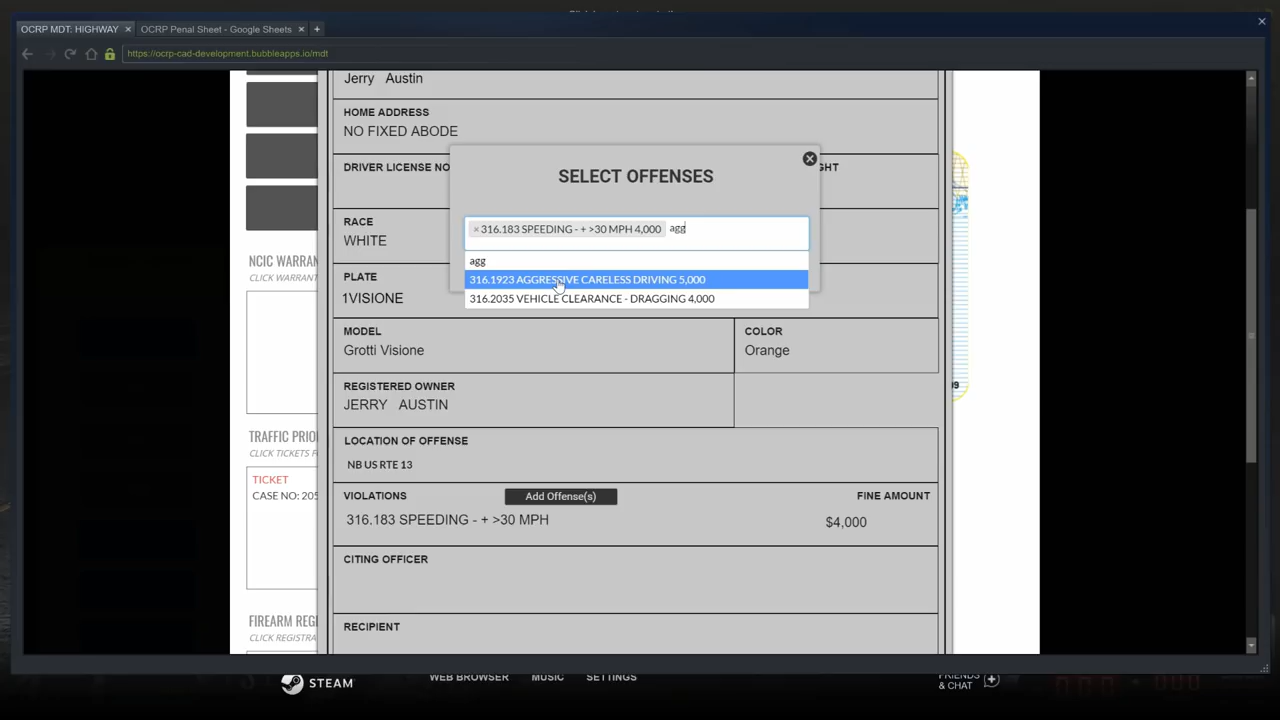 OCRP MDT: HIGHWAY × OCRP Penal Sheet - Google Sheets × +
https://ocrp-cad-development.bubbleapps.io/mdt
Jerry Austin
HOME ADDRESS
NO FIXED ABODE
DRIVER LICENSE NO
GHT
SELECT OFFENSES
RACE
WHITE
× 316.183 SPEEDING - + >30 MPH 4,000 agg
agg
316.1923 AGGRESSIVE CARELESS DRIVING 5,000
316.2035 VEHICLE CLEARANCE - DRAGGING 4,000
NCIC WARRAN
CLICK WARRANT
PLATE
1VISIONE
MODEL
Grotti Visione
COLOR
Orange
REGISTERED OWNER
JERRY AUSTIN
TRAFFIC PRIO
CLICK TICKETS F
TICKET
CASE NO: 205
LOCATION OF OFFENSE
NB US RTE 13
VIOLATIONS
Add Offense(s)
FINE AMOUNT
316.183 SPEEDING - + >30 MPH
$4,000
CITING OFFICER
FIREARM REG
CLICK REGISTRA
RECIPIENT
STEAM
WEB BROWSER MUSIC SETTINGS
FRIENDS
& CHAT